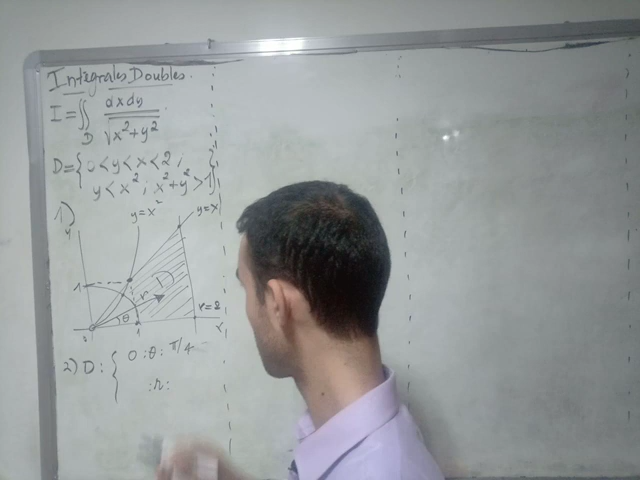 Integrales Doubles.
I = ∬ dxdy / √x²+y²
D
D = { 0 < y < x < 2 ;
y < x² ; x² + y² > 1 }
1)
y = x²
y = x
y
1
r
D
x = 2
θ
0
1
x
2) D : { 0 : θ : π/4
: r :